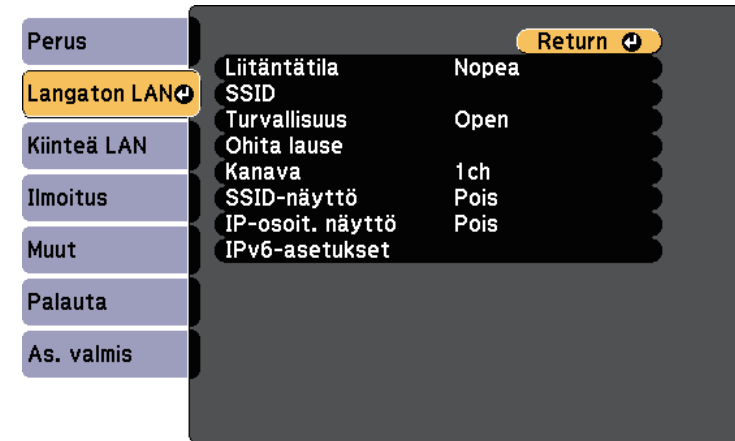 Perus
Langaton LAN
Kiinteä LAN
Ilmoitus
Muut
Palauta
As. valmis
Return
Liitäntätila Nopea
SSID
Turvallisuus Open
Ohita lause
Kanava 1ch
SSID-näyttö Pois
IP-osoit. näyttö Pois
IPv6-asetukset